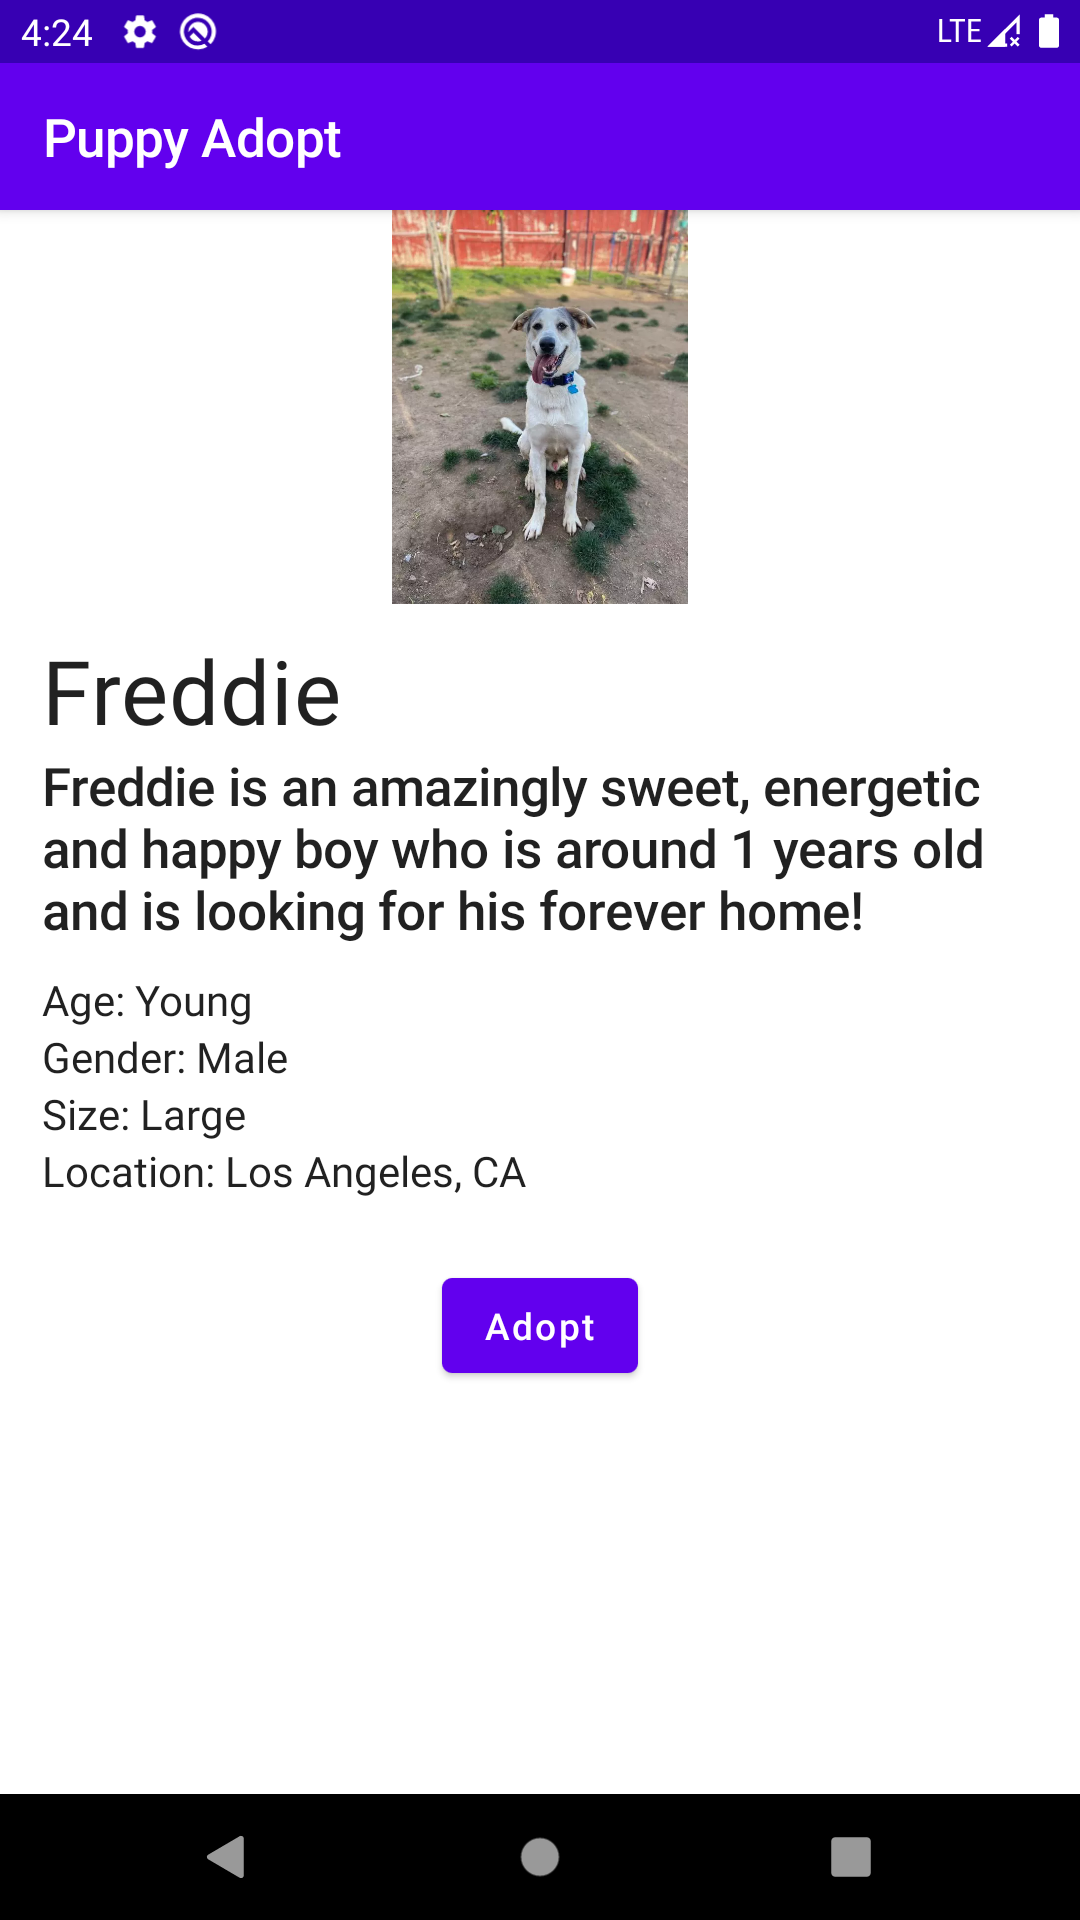 4:24 LTE
Puppy Adopt
Freddie
Freddie is an amazingly sweet, energetic
and happy boy who is around 1 years old
and is looking for his forever home!
Age: Young
Gender: Male
Size: Large
Location: Los Angeles, CA
Adopt